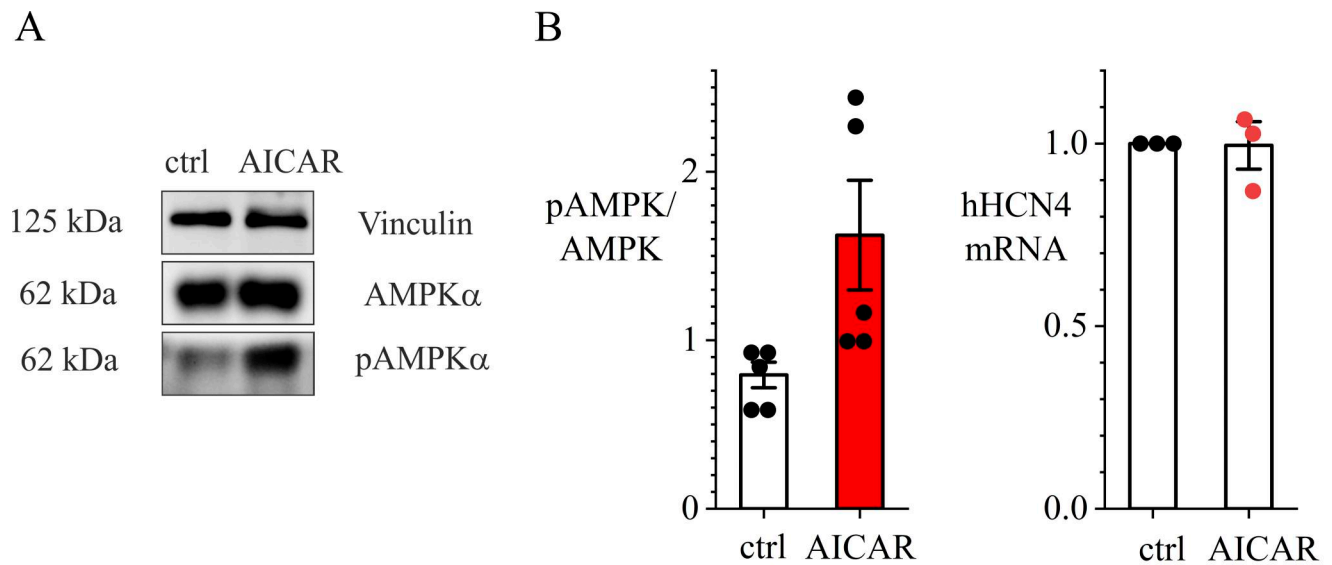 A
ctrl AICAR
125 kDa Vinculin
62 kDa AMPKα
62 kDa pAMPKα
B
pAMPK/
AMPK
2
1
0
ctrl AICAR
hHCN4
mRNA
1.0
0.5
0.0
ctrl AICAR